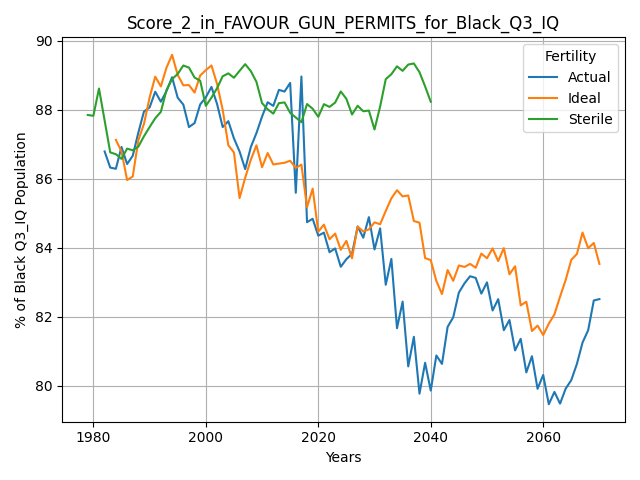 Score_2_in_FAVOUR_GUN_PERMITS_for_Black_Q3_IQ
% of Black Q3_IQ Population
90
88
86
84
82
80
Fertility
Actual
Ideal
Sterile
1980
2000
2020
2040
2060
Years